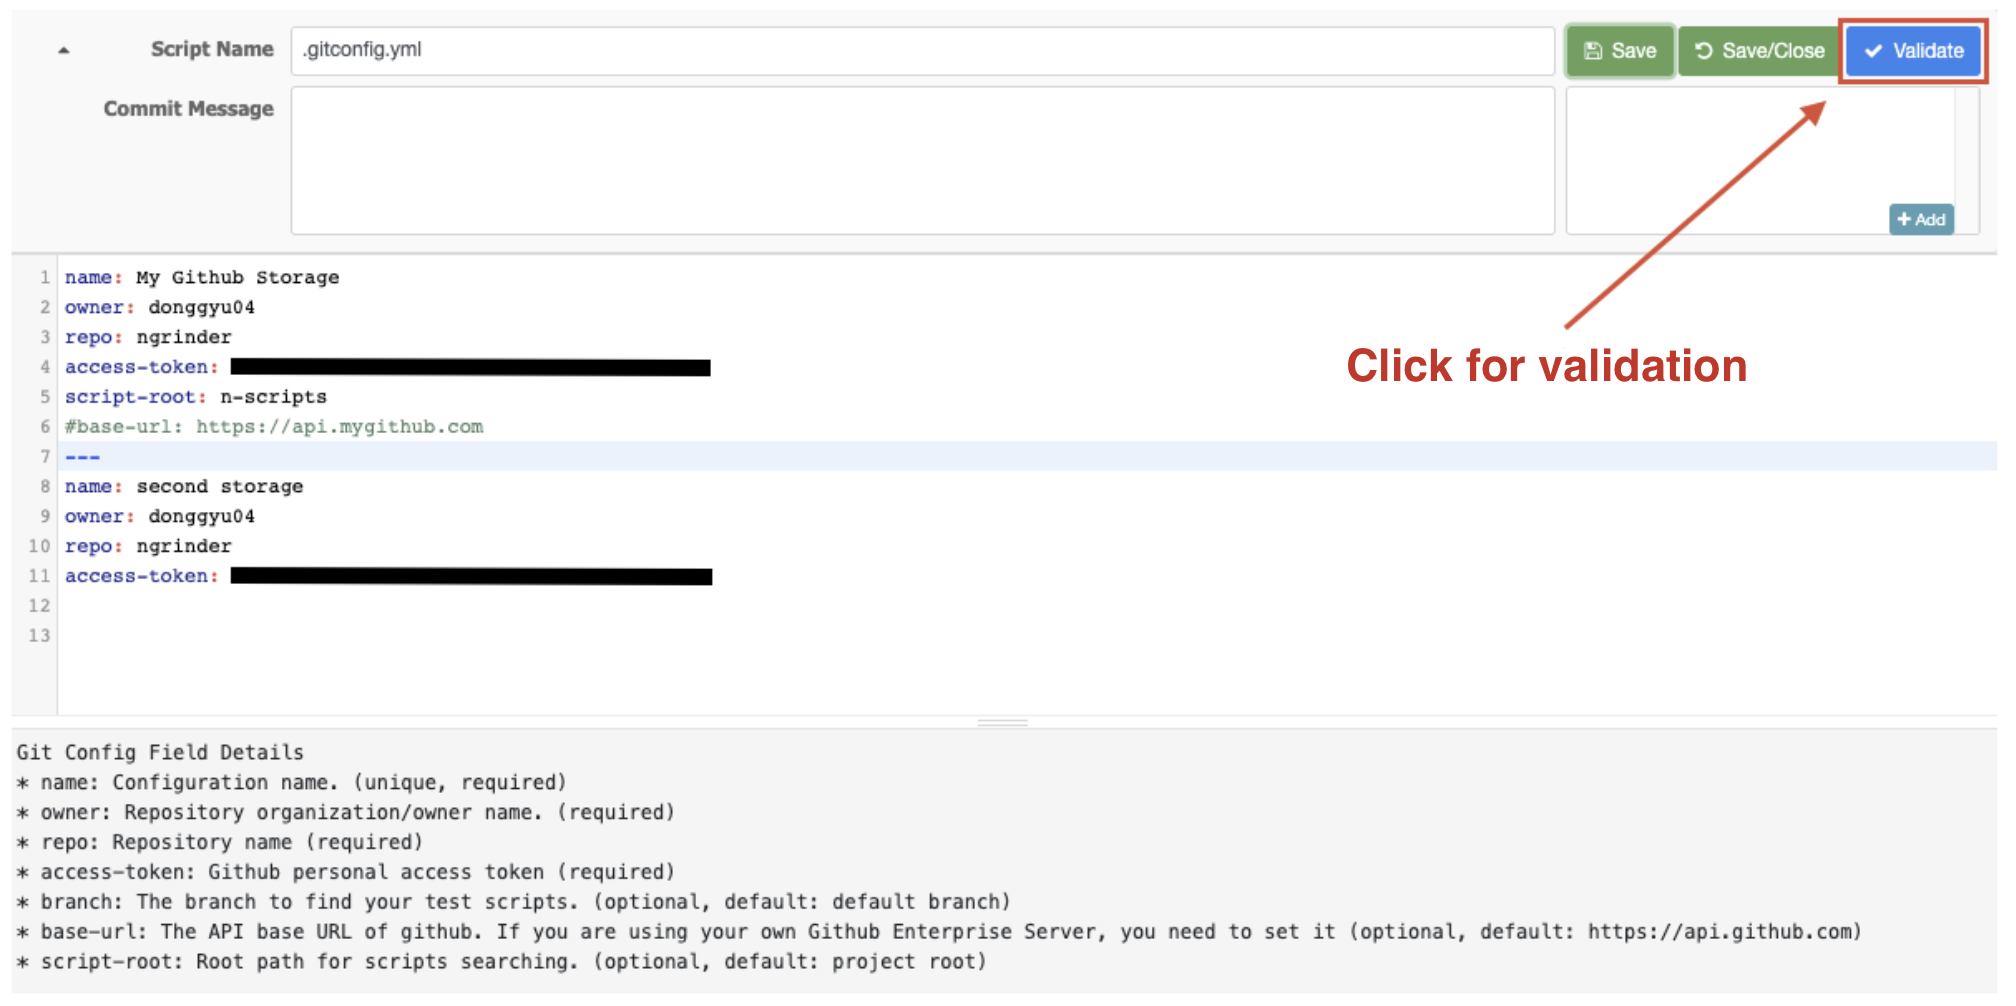 Script Name
.gitconfig.yml
Save
Save/Close
Validate
Commit Message
Add
Click for validation
1 name: My Github Storage
2 owner: donggyu04
3 repo: ngrinder
4 access-token:
5 script-root: n-scripts
6 #base-url: https://api.mygithub.com
7 ---
8 name: second storage
9 owner: donggyu04
10 repo: ngrinder
11 access-token:
12
13
Git Config Field Details
* name: Configuration name. (unique, required)
* owner: Repository organization/owner name. (required)
* repo: Repository name (required)
* access-token: Github personal access token (required)
* branch: The branch to find your test scripts. (optional, default: default branch)
* base-url: The API base URL of github. If you are using your own Github Enterprise Server, you need to set it (optional, default: https://api.github.com)
* script-root: Root path for scripts searching. (optional, default: project root)